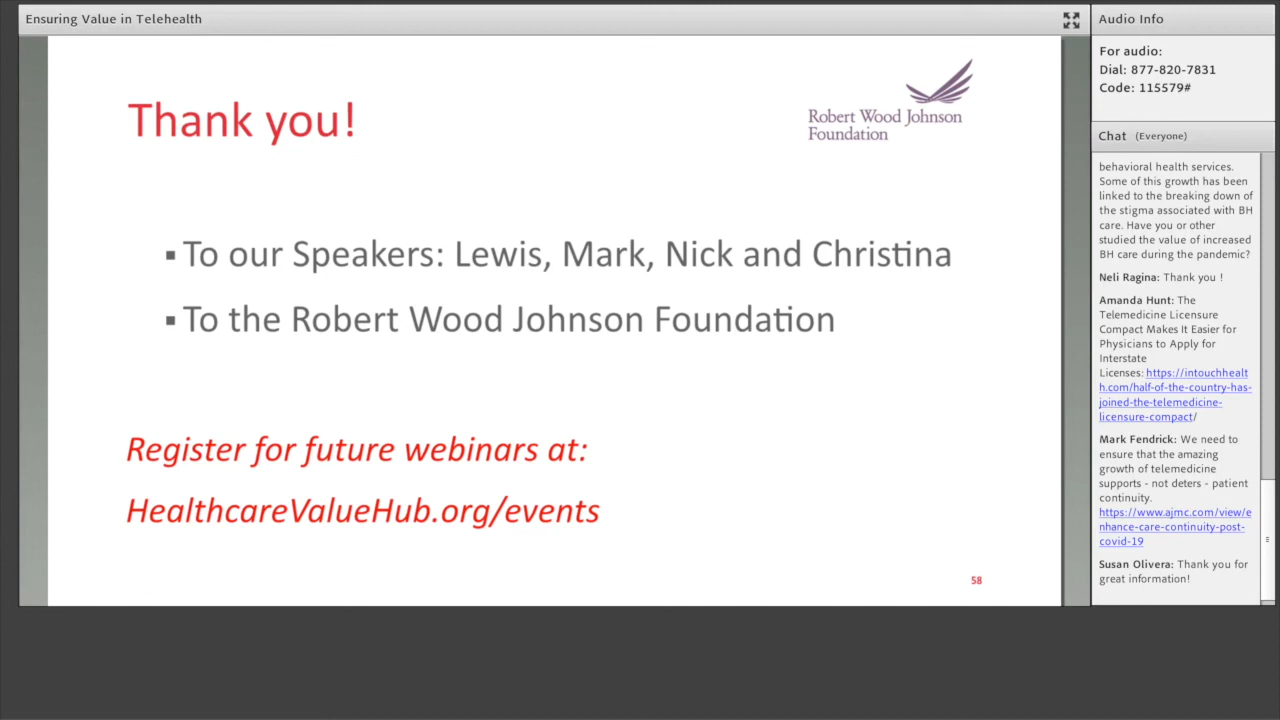 Ensuring Value in Telehealth
Thank you!
Robert Wood Johnson
Foundation
▪ To our Speakers: Lewis, Mark, Nick and Christina
▪ To the Robert Wood Johnson Foundation
Register for future webinars at:
HealthcareValueHub.org/events
58
Audio Info
For audio:
Dial: 877-820-7831
Code: 115579#
Chat (Everyone)
behavioral health services.
Some of this growth has been
linked to the breaking down of
the stigma associated with BH
care. Have you or other
studied the value of increased
BH care during the pandemic?
Neli Ragina: Thank you !
Amanda Hunt: The
Telemedicine Licensure
Compact Makes It Easier for
Physicians to Apply for
Interstate
Licenses: https://intouchhealt
h.com/half-of-the-country-has-
joined-the-telemedicine-
licensure-compact/
Mark Fendrick: We need to
ensure that the amazing
growth of telemedicine
supports - not deters - patient
continuity.
https://www.ajmc.com/view/e
nhance-care-continuity-post-
covid-19
Susan Olivera: Thank you for
great information!